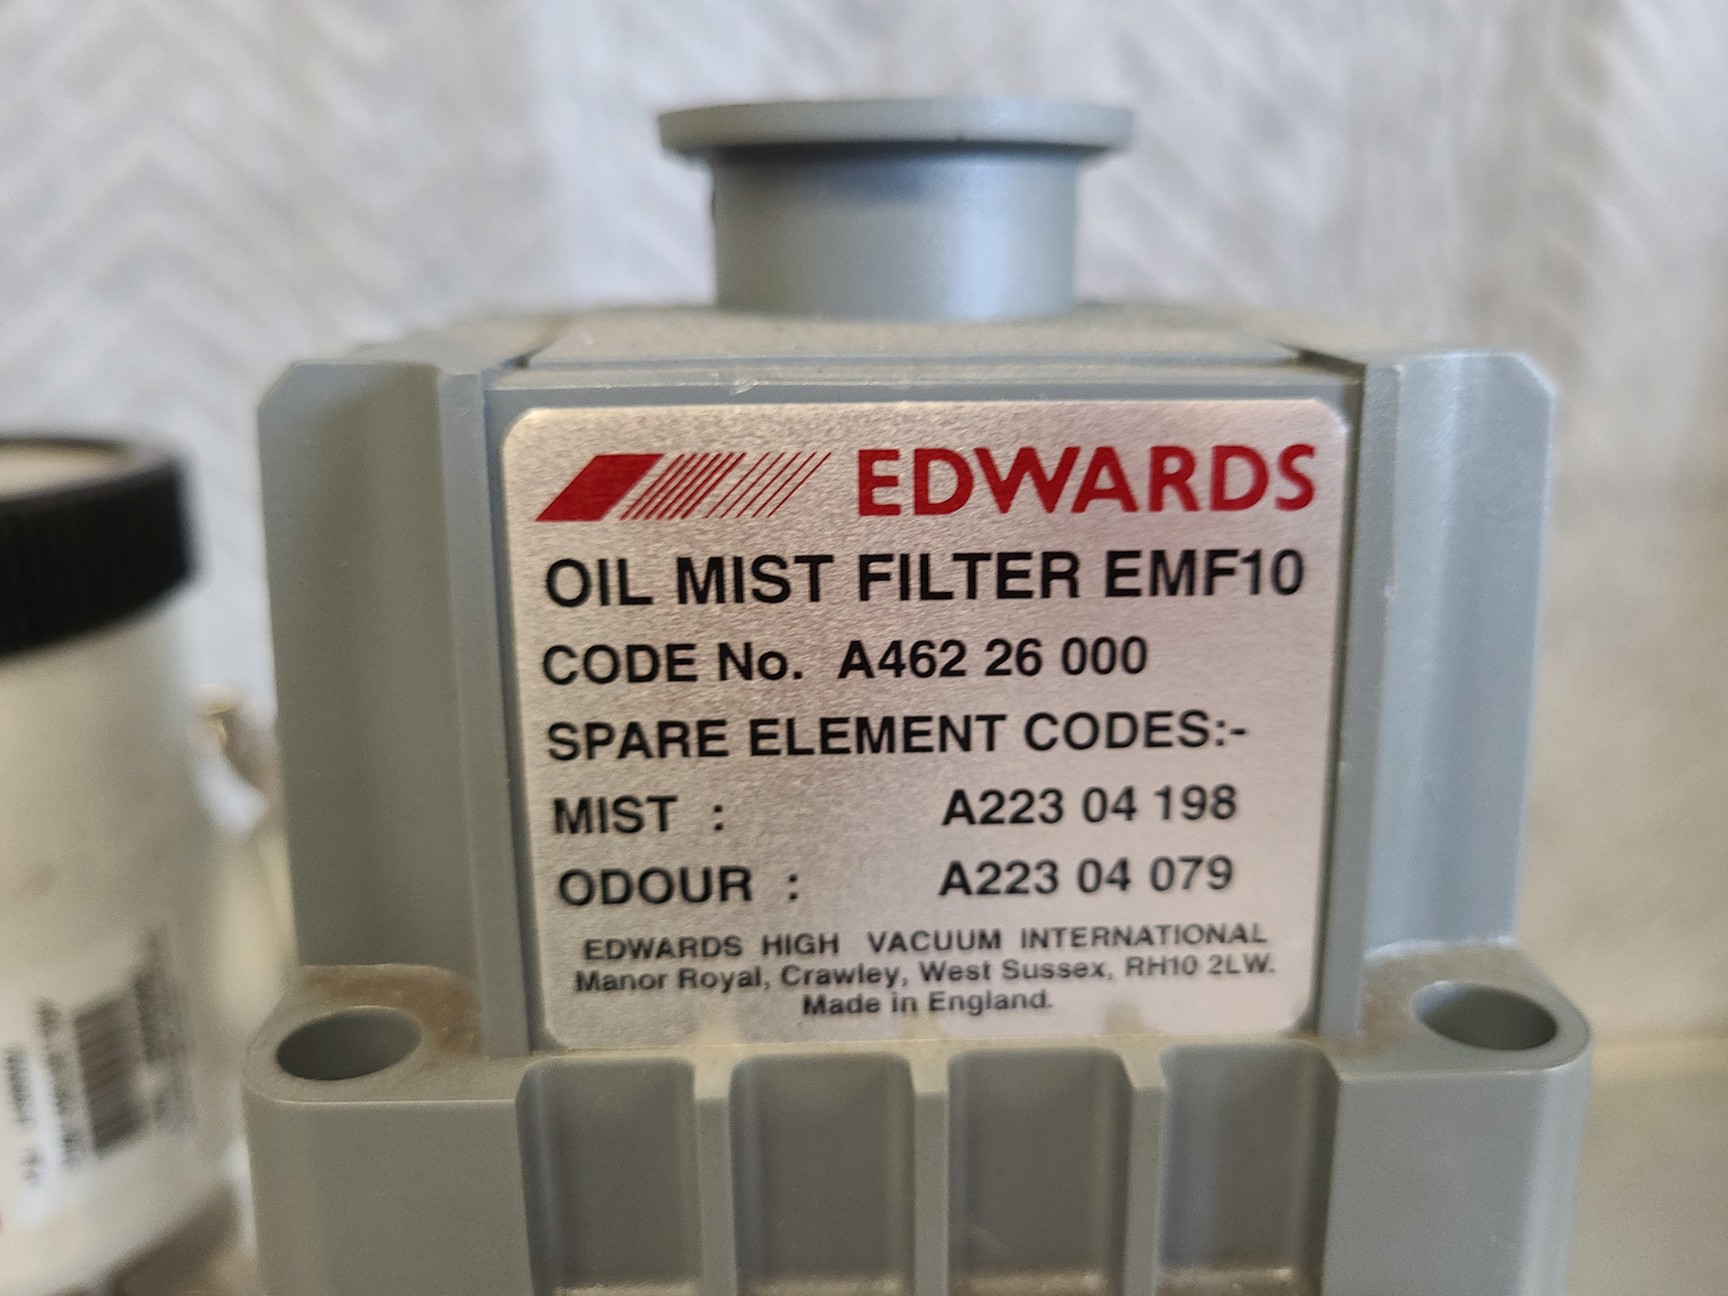 EDWARDS
OIL MIST FILTER EMF10
CODE No. A462 26 000
SPARE ELEMENT CODES:-
MIST : A223 04 198
ODOUR : A223 04 079
EDWARDS HIGH VACUUM INTERNATIONAL
Manor Royal, Crawley, West Sussex, RH10 2LW.
Made in England.